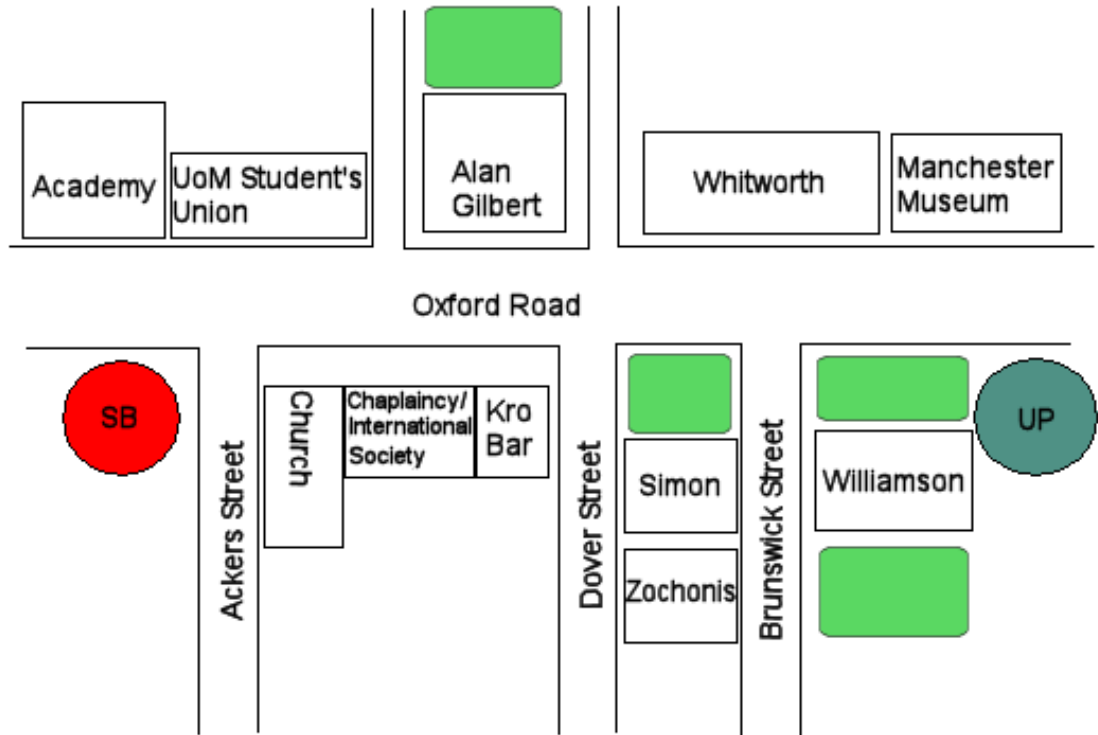 Academy
UoM Student's
Union
Alan
Gilbert
Whitworth
Manchester
Museum
Oxford Road
SB
Ackers Street
Church
Chaplaincy/
International
Society
Kro
Bar
Dover Street
Simon
Zochonis
Brunswick Street
Williamson
UP